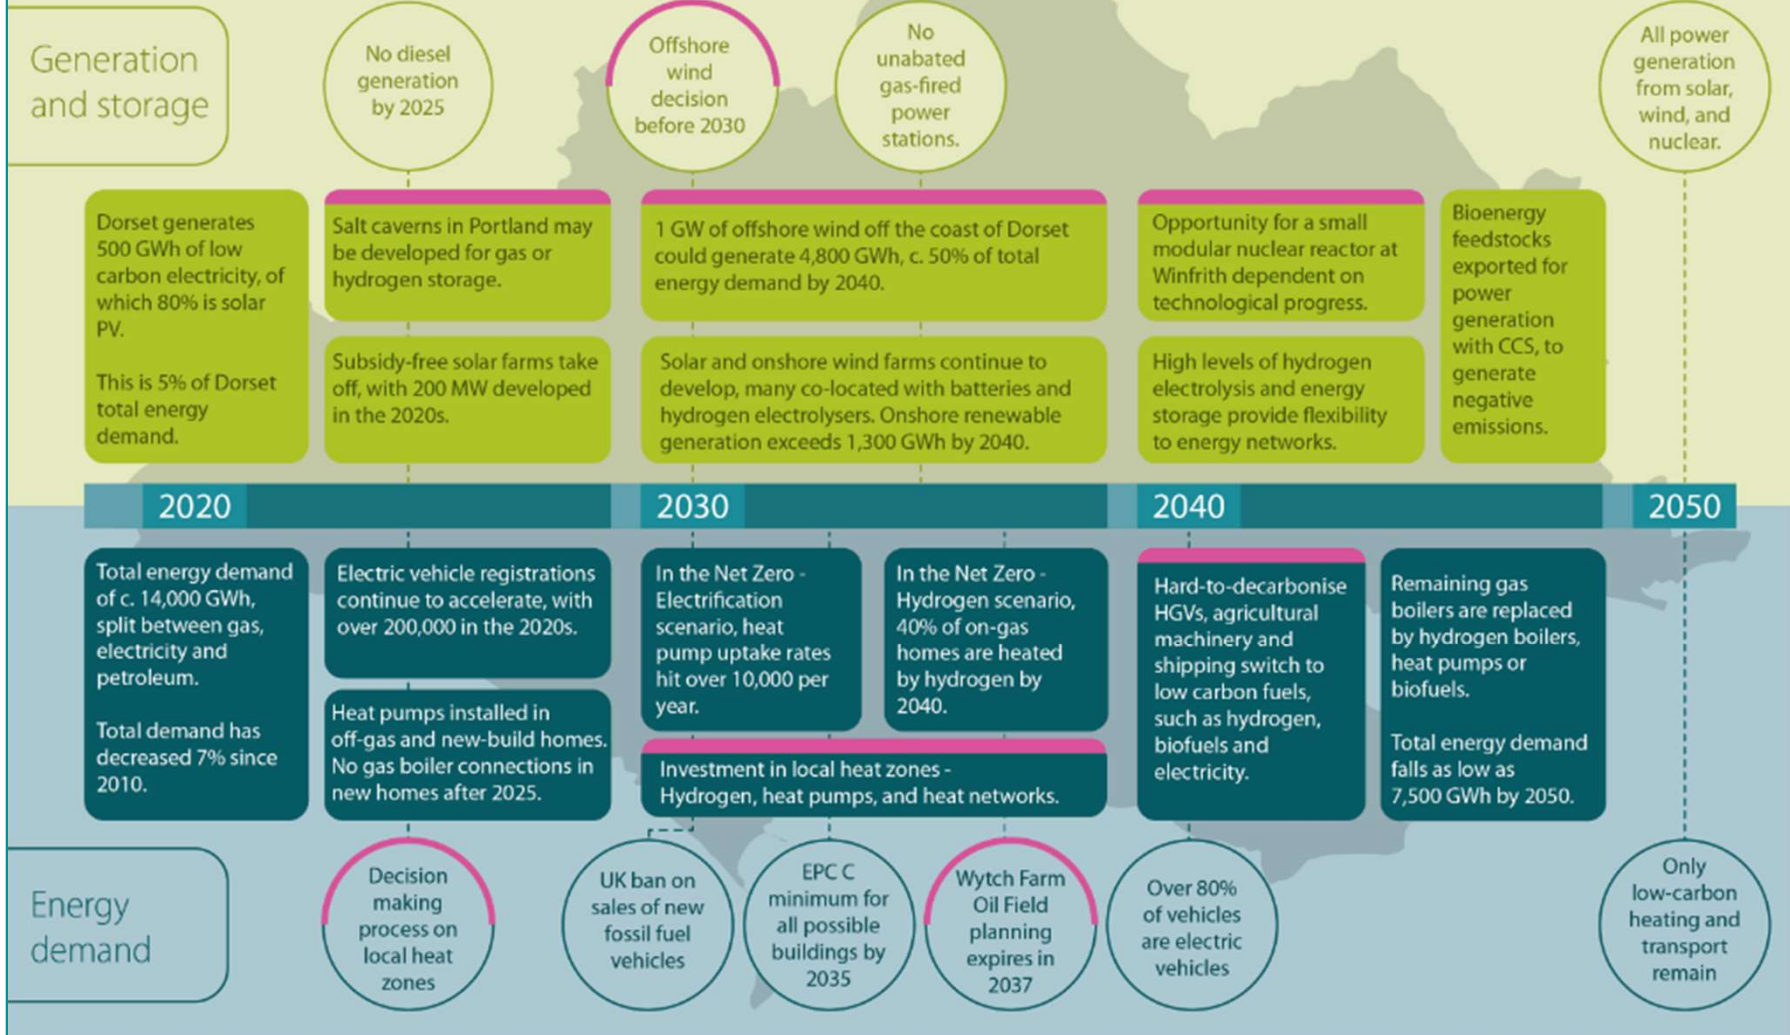 Generation
and storage
No diesel
generation
by 2025
Offshore
wind
decision
before 2030
No
unabated
gas-fired
power
stations.
All power
generation
from solar,
wind, and
nuclear.
Dorset generates
500 GWh of low
carbon electricity, of
which 80% is solar
PV.
This is 5% of Dorset
total energy
demand.
Salt caverns in Portland may
be developed for gas or
hydrogen storage.
Subsidy-free solar farms take
off, with 200 MW developed
in the 2020s.
1 GW of offshore wind off the coast of Dorset
could generate 4,800 GWh, c. 50% of total
energy demand by 2040.
Solar and onshore wind farms continue to
develop, many co-located with batteries and
hydrogen electrolysers. Onshore renewable
generation exceeds 1,300 GWh by 2040.
Opportunity for a small
modular nuclear reactor at
Winfrith dependent on
technological progress.
High levels of hydrogen
electrolysis and energy
storage provide flexibility
to energy networks.
Bioenergy
feedstocks
exported for
power
generation
with CCS, to
generate
negative
emissions.
2020
2030
2040
2050
Total energy demand
of c. 14,000 GWh,
split between gas,
electricity and
petroleum.
Total demand has
decreased 7% since
2010.
Electric vehicle registrations
continue to accelerate, with
over 200,000 in the 2020s.
Heat pumps installed in
off-gas and new-build homes.
No gas boiler connections in
new homes after 2025.
In the Net Zero -
Electrification
scenario, heat
pump uptake rates
hit over 10,000 per
year.
In the Net Zero -
Hydrogen scenario,
40% of on-gas
homes are heated
by hydrogen by
2040.
Investment in local heat zones -
Hydrogen, heat pumps, and heat networks.
Hard-to-decarbonise
HGVs, agricultural
machinery and
shipping switch to
low carbon fuels,
such as hydrogen,
biofuels and
electricity.
Remaining gas
boilers are replaced
by hydrogen boilers,
heat pumps or
biofuels.
Total energy demand
falls as low as
7,500 GWh by 2050.
Energy
demand
Decision
making
process on
local heat
zones
UK ban on
sales of new
fossil fuel
vehicles
EPC C
minimum for
all possible
buildings by
2035
Wytch Farm
Oil Field
planning
expires in
2037
Over 80%
of vehicles
are electric
vehicles
Only
low-carbon
heating and
transport
remain